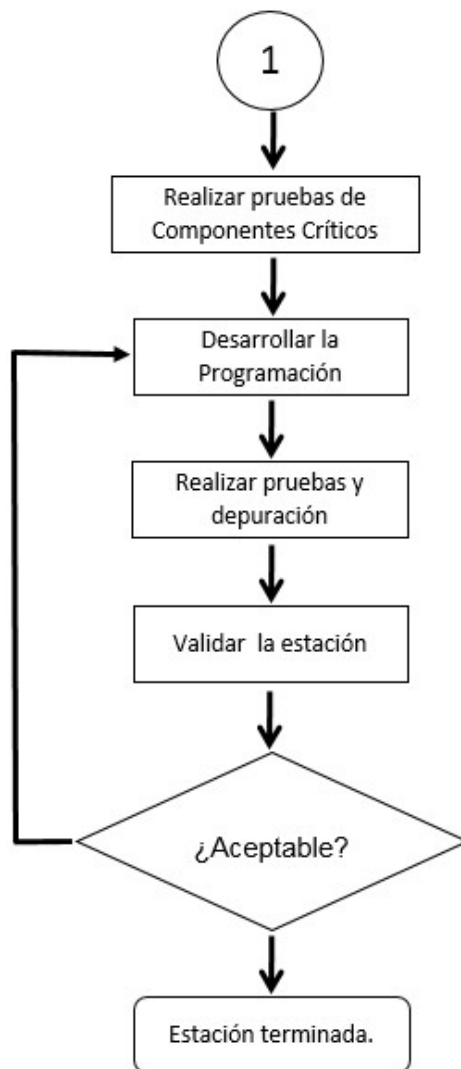 1
Realizar pruebas de
Componentes Críticos
Desarrollar la
Programación
Realizar pruebas y
depuración
Validar la estación
¿Aceptable?
Estación terminada.